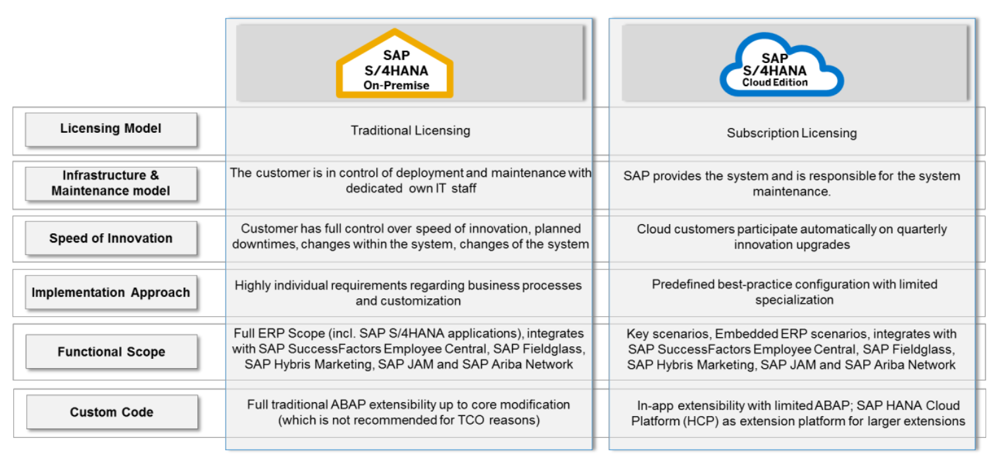 SAP
S/4HANA
On-Premise
SAP
S/4HANA
Cloud Edition
Licensing Model
Traditional Licensing
Subscription Licensing
Infrastructure &
Maintenance model
The customer is in control of deployment and maintenance with
dedicated own IT staff
SAP provides the system and is responsible for the system
maintenance.
Speed of Innovation
Customer has full control over speed of innovation, planned
downtimes, changes within the system, changes of the system
Cloud customers participate automatically on quarterly
innovation upgrades
Implementation Approach
Highly individual requirements regarding business processes
and customization
Predefined best-practice configuration with limited
specialization
Functional Scope
Full ERP Scope (incl. SAP S/4HANA applications), integrates
with SAP SuccessFactors Employee Central, SAP Fieldglass,
SAP Hybris Marketing, SAP JAM and SAP Ariba Network
Key scenarios, Embedded ERP scenarios, integrates with
SAP SuccessFactors Employee Central, SAP Fieldglass,
SAP Hybris Marketing, SAP JAM and SAP Ariba Network
Custom Code
Full traditional ABAP extensibility up to core modification
(which is not recommended for TCO reasons)
In-app extensibility with limited ABAP; SAP HANA Cloud
Platform (HCP) as extension platform for larger extensions